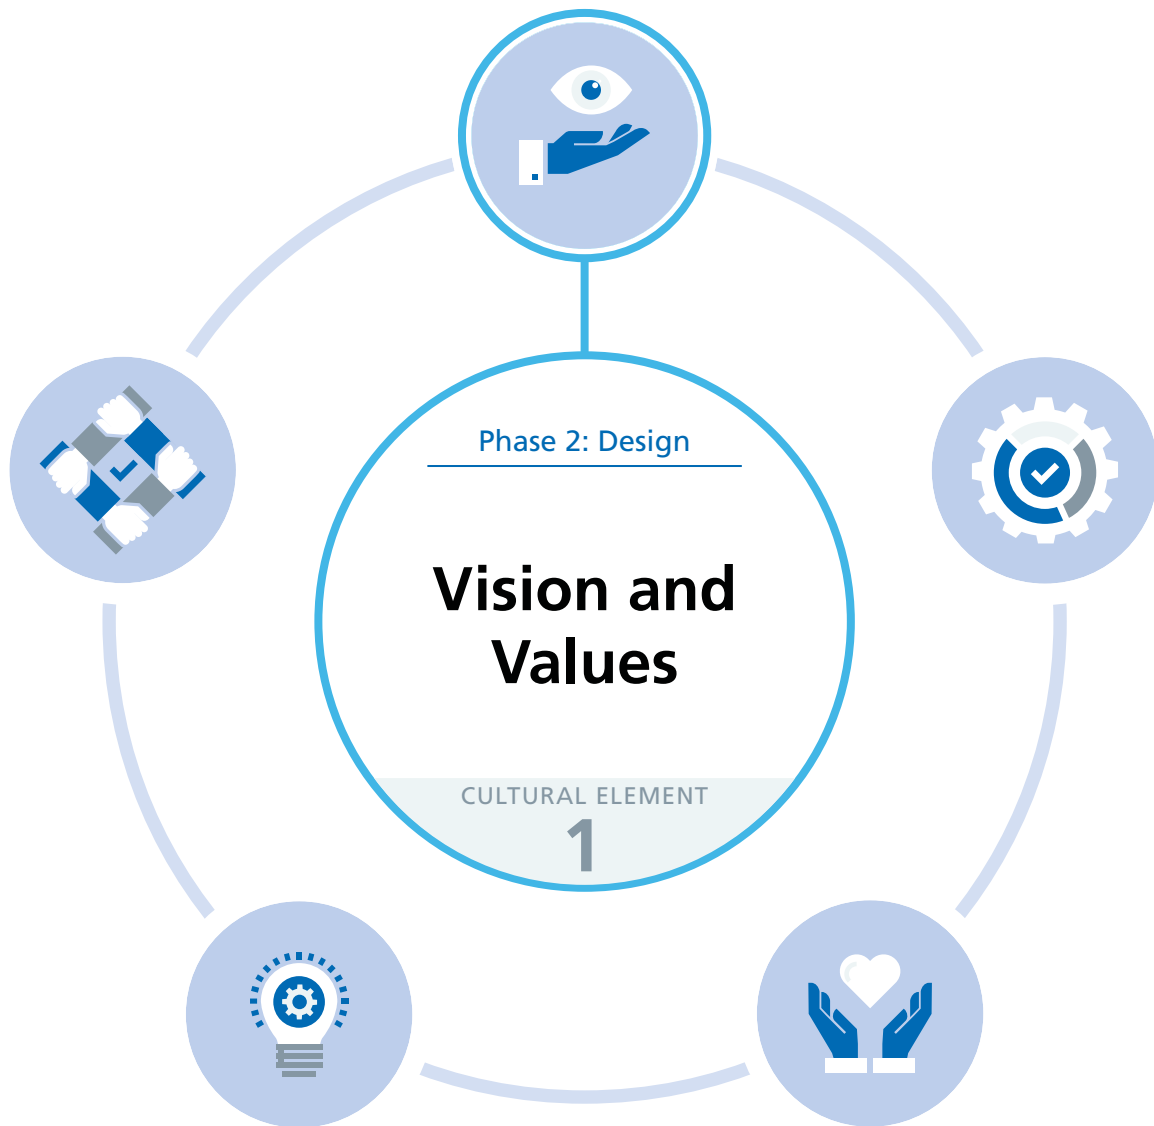 Phase 2: Design
Vision and
Values
CULTURAL ELEMENT
1